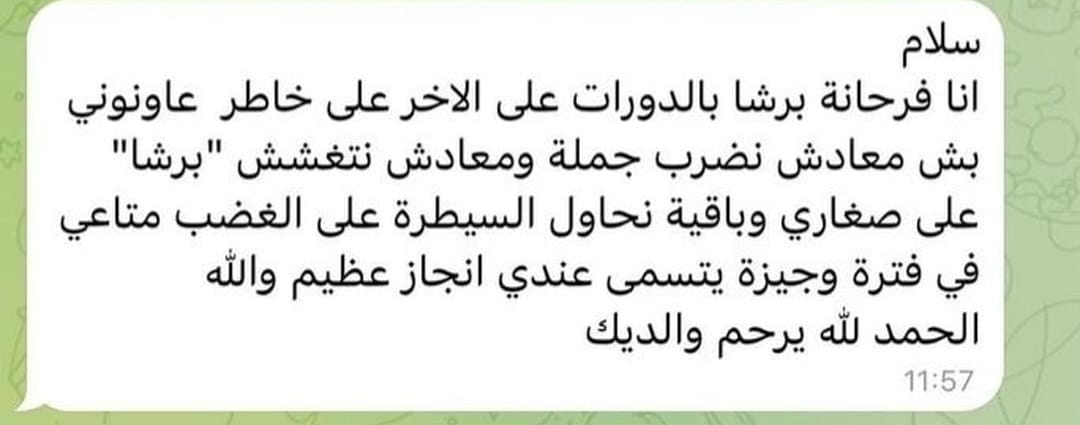 سلام
انا فرحانة برشا بالدورات على الاخر على خاطر عاونوني
بش معادش نضرب جملة ومعادش نتغشش "برشا"
على صغاري وباقية نحاول السيطرة على الغضب متاعي
في فترة وجيزة يتسمى عندي انجاز عظيم والله
الحمد لله يرحم والديك
11:57